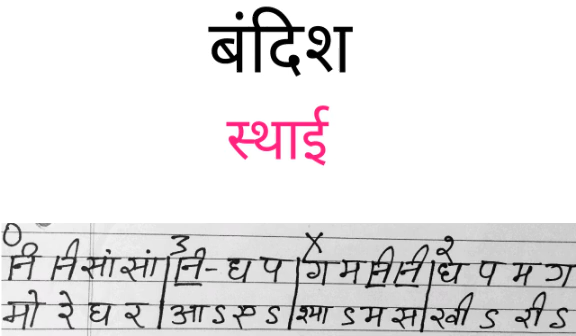 बंदिश
स्थाई
0 3 X 2
नि नि सां सां | नि॒ - ध प | ग म नि॒ नि॒ | ध प म ग
मो रे घ र | आ ऽ ए ऽ | श्या ऽ म स | खी ऽ री ऽ